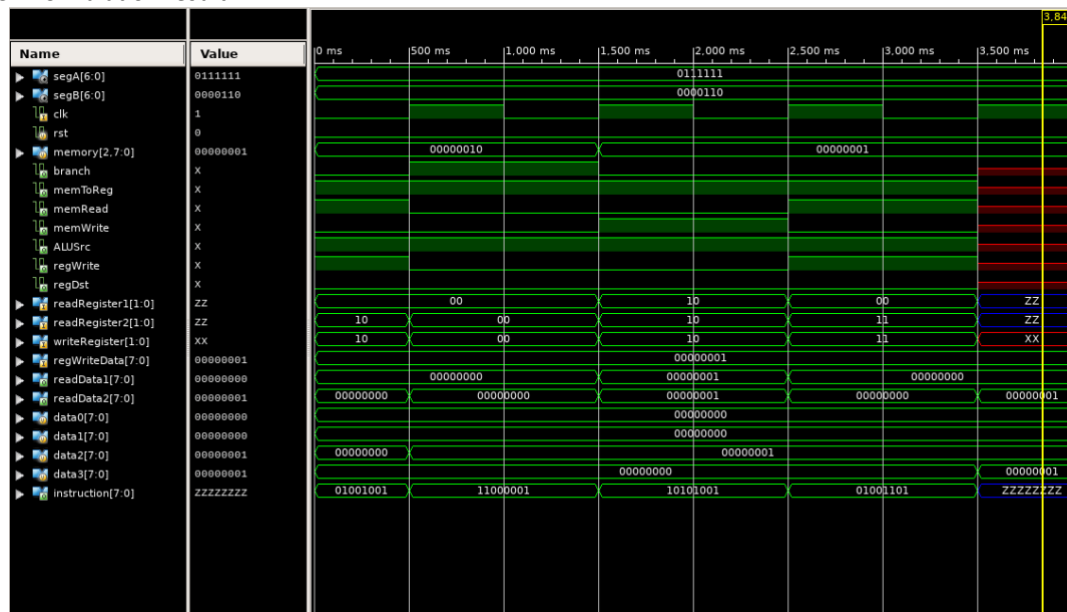 3,84
Name Value
0 ms 500 ms 1,000 ms 1,500 ms 2,000 ms 2,500 ms 3,000 ms 3,500 ms
segA[6:0] 0111111 0111111
segB[6:0] 0000110 0000110
clk 1
rst 0
memory[2,7:0] 00000001 00000010 00000001
branch X
memToReg X
memRead X
memWrite X
ALUSrc X
regWrite X
regDst X
readRegister1[1:0] ZZ 00 10 00 ZZ
readRegister2[1:0] ZZ 10 00 10 11 ZZ
writeRegister[1:0] XX 10 00 10 11 XX
regWriteData[7:0] 00000001 00000001
readData1[7:0] 00000000 00000000 00000001 00000000
readData2[7:0] 00000001 00000000 00000000 00000001 00000000 00000001
data0[7:0] 00000000 00000000
data1[7:0] 00000000 00000000
data2[7:0] 00000001 00000000 00000001
data3[7:0] 00000001 00000000 00000001
instruction[7:0] ZZZZZZZZ 01001001 11000001 10101001 01001101 ZZZZZZZZ